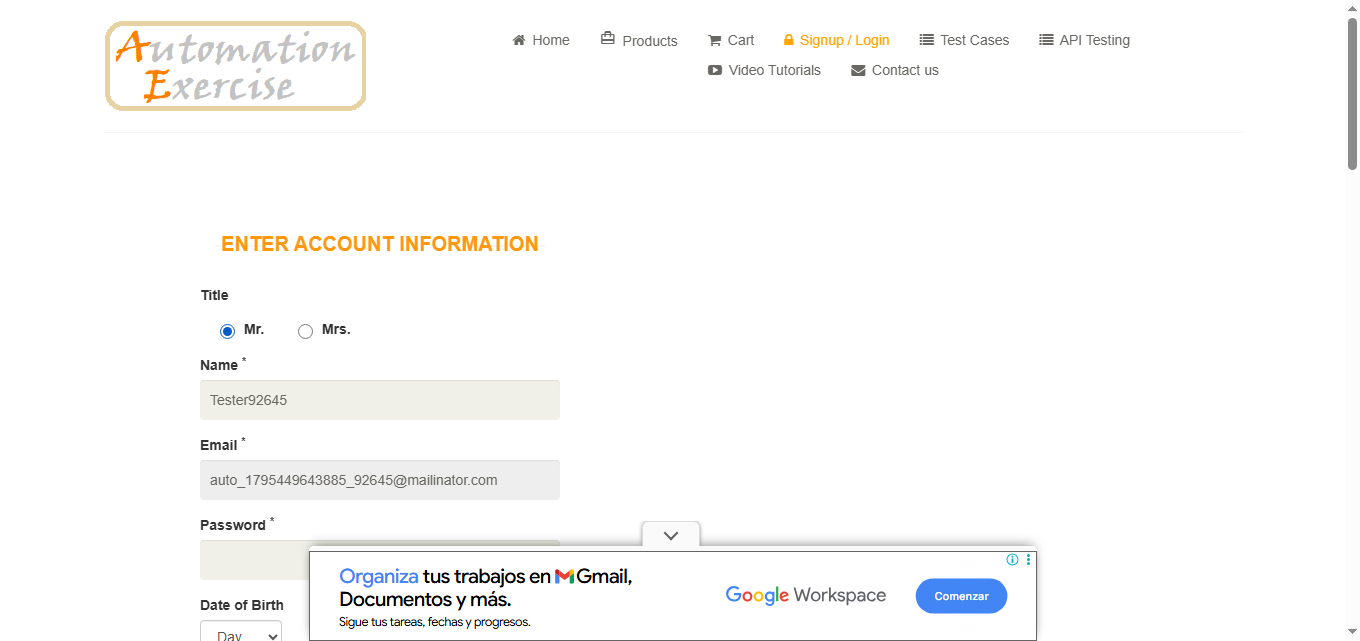 Automation
Exercise
Home
Products
Cart
Signup / Login
Test Cases
API Testing
Video Tutorials
Contact us
ENTER ACCOUNT INFORMATION
Title
Mr.
Mrs.
Name *
Tester92645
Email *
auto_1795449643885_92645@mailinator.com
Password *
Organiza tus trabajos en Gmail,
Documentos y más.
Sigue tus tareas, fechas y progresos.
Google Workspace
Comenzar
Date of Birth
Day